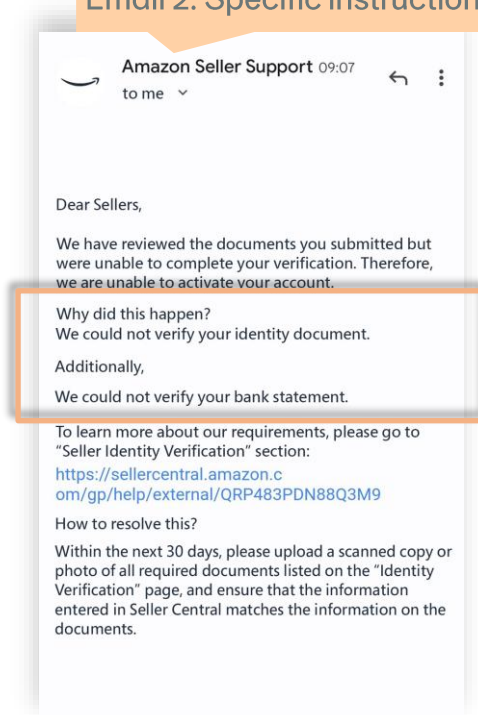 Email 2: Specific Instruction
Amazon Seller Support 09:07
to me
Dear Sellers,
We have reviewed the documents you submitted but
were unable to complete your verification. Therefore,
we are unable to activate your account.
Why did this happen?
We could not verify your identity document.
Additionally,
We could not verify your bank statement.
To learn more about our requirements, please go to
“Seller Identity Verification” section:
https://sellercentral.amazon.c
om/gp/help/external/QRP483PDN88Q3M9
How to resolve this?
Within the next 30 days, please upload a scanned copy or
photo of all required documents listed on the “Identity
Verification” page, and ensure that the information
entered in Seller Central matches the information on the
documents.